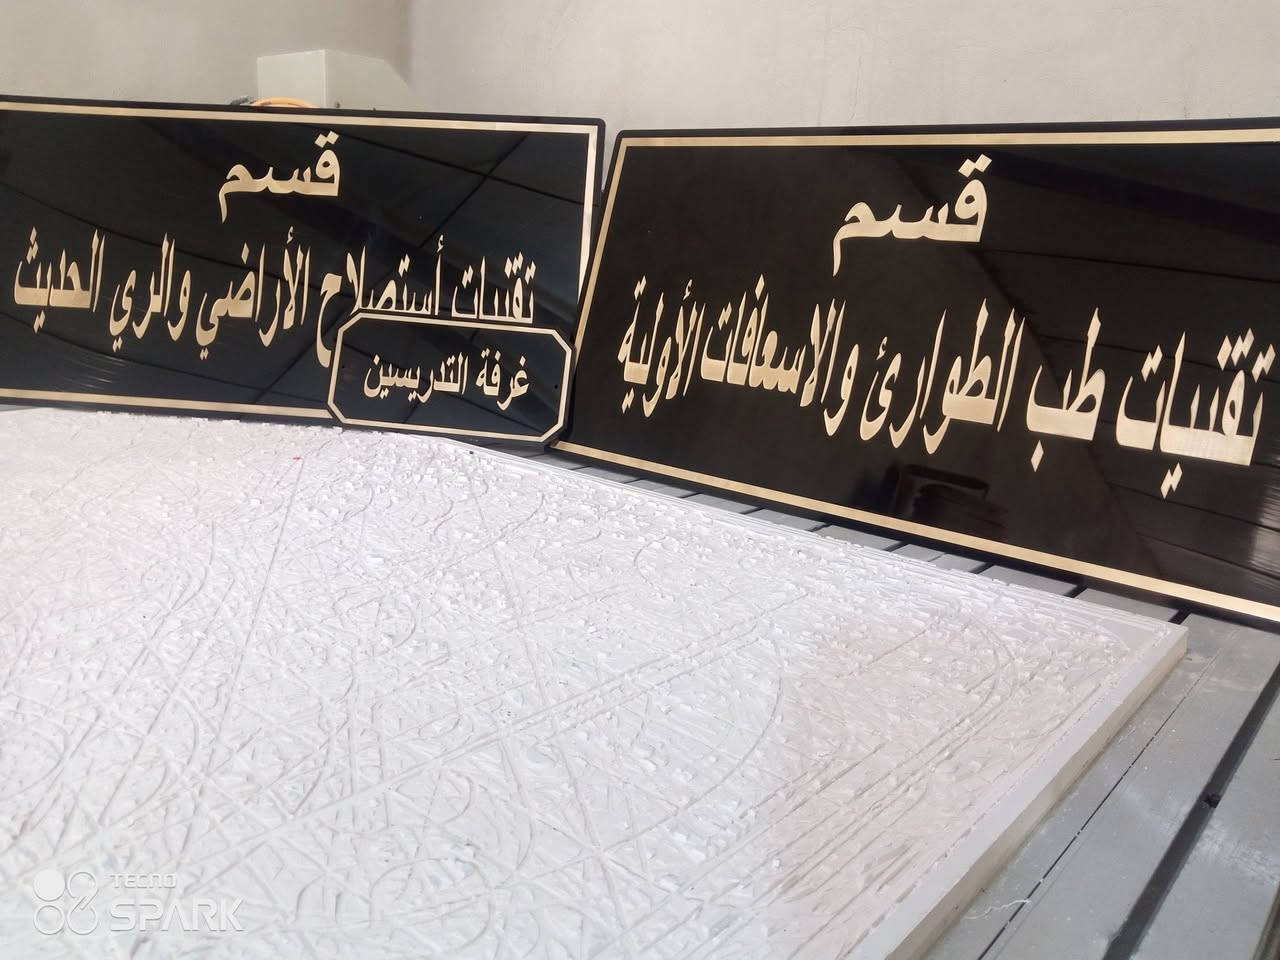 قسم
تقنيات طب الطوارئ والاسعافات الأولية
قسم
تقنيات أستصلاح الأراضي والري الحديث
غرفة التدريسين
TECNO
SPARK